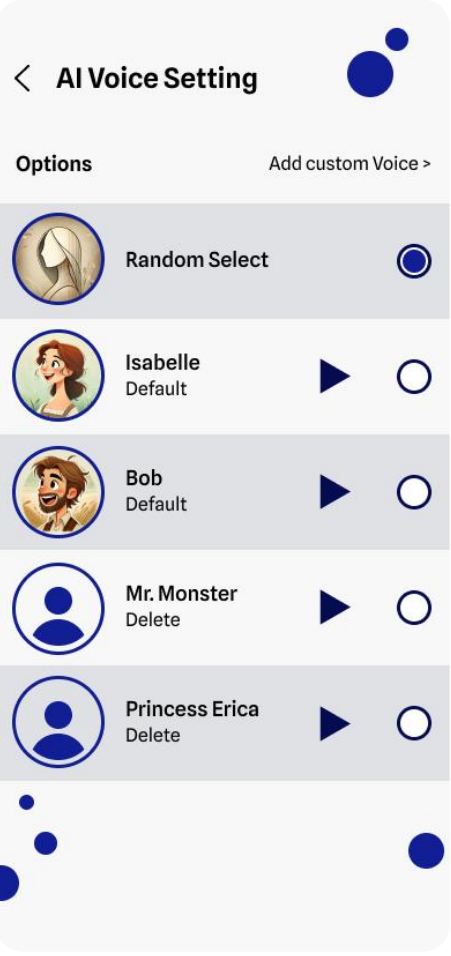 AI Voice Setting
Options
Add custom Voice >
Random Select
Isabelle
Default
Bob
Default
Mr. Monster
Delete
Princess Erica
Delete